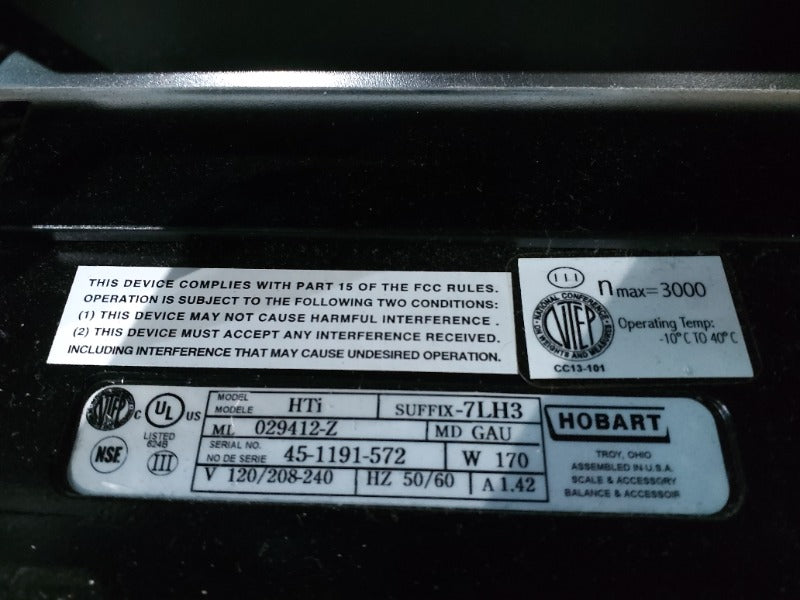 THIS DEVICE COMPLIES WITH PART 15 OF THE FCC RULES.
OPERATION IS SUBJECT TO THE FOLLOWING TWO CONDITIONS:
(1) THIS DEVICE MAY NOT CAUSE HARMFUL INTERFERENCE .
(2) THIS DEVICE MUST ACCEPT ANY INTERFERENCE RECEIVED.
INCLUDING INTERFERENCE THAT MAY CAUSE UNDESIRED OPERATION.
III nmax=3000
NATIONAL CONFERENCE ON WEIGHTS AND MEASURES
NTEP
Operating Temp:
-10°C TO 40°C
CC13-101
NTEP
C UL US
LISTED
624B
NSF
III
MODEL
MODELE HTi SUFFIX-7LH3
ML 029412-Z MD GAU
SERIAL NO.
NO DE SERIE 45-1191-572 W 170
V 120/208-240 HZ 50/60 A 1.42
HOBART
TROY, OHIO
ASSEMBLED IN U.S.A.
SCALE & ACCESSORY
BALANCE & ACCESSOIR